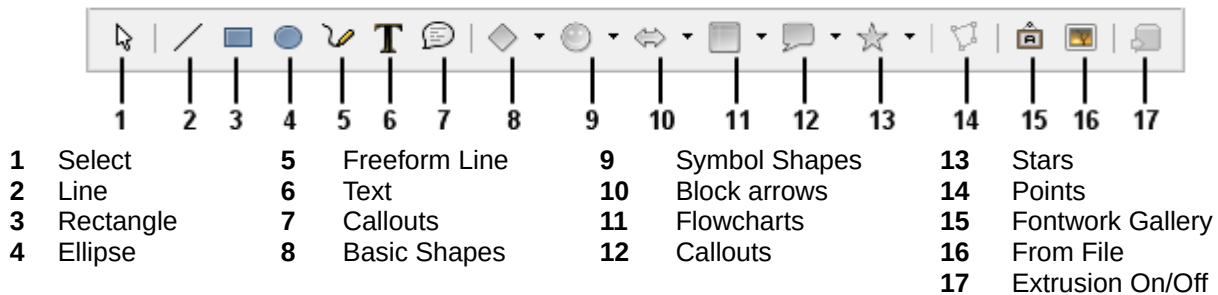 T
A
1 2 3 4 5 6 7 8 9 10 11 12 13 14 15 16 17
1 Select 5 Freeform Line 9 Symbol Shapes 13 Stars
2 Line 6 Text 10 Block arrows 14 Points
3 Rectangle 7 Callouts 11 Flowcharts 15 Fontwork Gallery
4 Ellipse 8 Basic Shapes 12 Callouts 16 From File
17 Extrusion On/Off